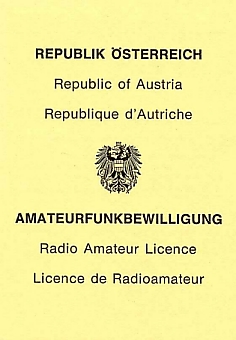 REPUBLIK ÖSTERREICH
Republic of Austria
Republique d'Autriche
AMATEURFUNKBEWILLIGUNG
Radio Amateur Licence
Licence de Radioamateur